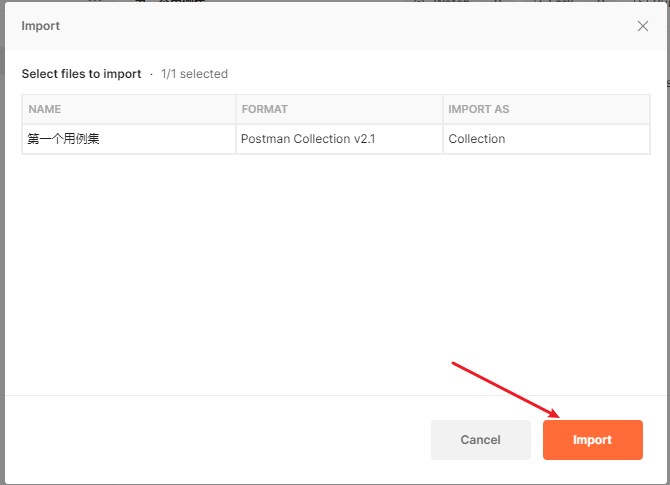 Import
Select files to import · 1/1 selected
NAME FORMAT IMPORT AS
第一个用例集 Postman Collection v2.1 Collection
Cancel Import